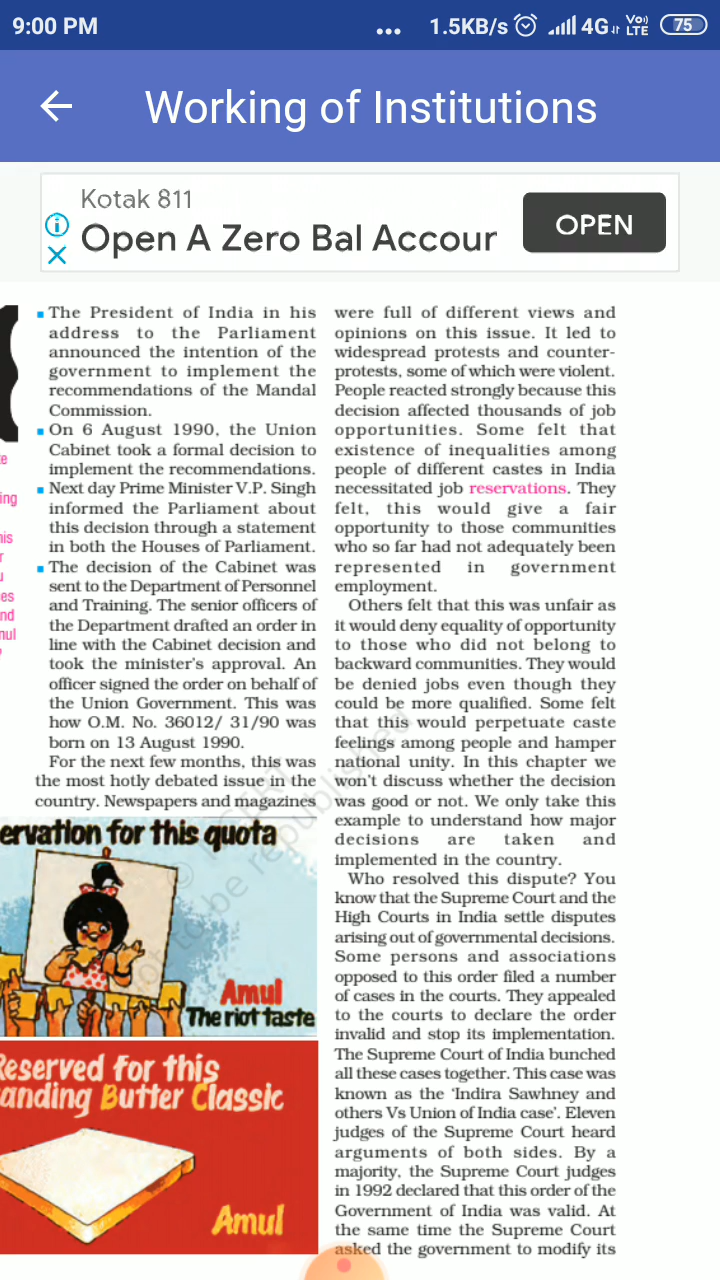 9:00 PM
... 1.5KB/s 4G VoLTE 75
Working of Institutions
Kotak 811
Open A Zero Bal Accour
OPEN
The President of India in his
address to the Parliament
announced the intention of the
government to implement the
recommendations of the Mandal
Commission.
On 6 August 1990, the Union
Cabinet took a formal decision to
implement the recommendations.
Next day Prime Minister V.P. Singh
informed the Parliament about
this decision through a statement
in both the Houses of Parliament.
The decision of the Cabinet was
sent to the Department of Personnel
and Training. The senior officers of
the Department drafted an order in
line with the Cabinet decision and
took the minister's approval. An
officer signed the order on behalf of
the Union Government. This was
how O.M. No. 36012/ 31/90 was
born on 13 August 1990.
For the next few months, this was
the most hotly debated issue in the
country. Newspapers and magazines
ervation for this quota
Amul
The riot taste
Reserved for this
anding Butter Classic
Amul
were full of different views and
opinions on this issue. It led to
widespread protests and counter-
protests, some of which were violent.
People reacted strongly because this
decision affected thousands of job
opportunities. Some felt that
existence of inequalities among
people of different castes in India
necessitated job reservations. They
felt, this would give a fair
opportunity to those communities
who so far had not adequately been
represented in government
employment.
Others felt that this was unfair as
it would deny equality of opportunity
to those who did not belong to
backward communities. They would
be denied jobs even though they
could be more qualified. Some felt
that this would perpetuate caste
feelings among people and hamper
national unity. In this chapter we
won't discuss whether the decision
was good or not. We only take this
example to understand how major
decisions are taken and
implemented in the country.
Who resolved this dispute? You
know that the Supreme Court and the
High Courts in India settle disputes
arising out of governmental decisions.
Some persons and associations
opposed to this order filed a number
of cases in the courts. They appealed
to the courts to declare the order
invalid and stop its implementation.
The Supreme Court of India bunched
all these cases together. This case was
known as the 'Indira Sawhney and
others Vs Union of India case'. Eleven
judges of the Supreme Court heard
arguments of both sides. By a
majority, the Supreme Court judges
in 1992 declared that this order of the
Government of India was valid. At
the same time the Supreme Court
asked the government to modify its